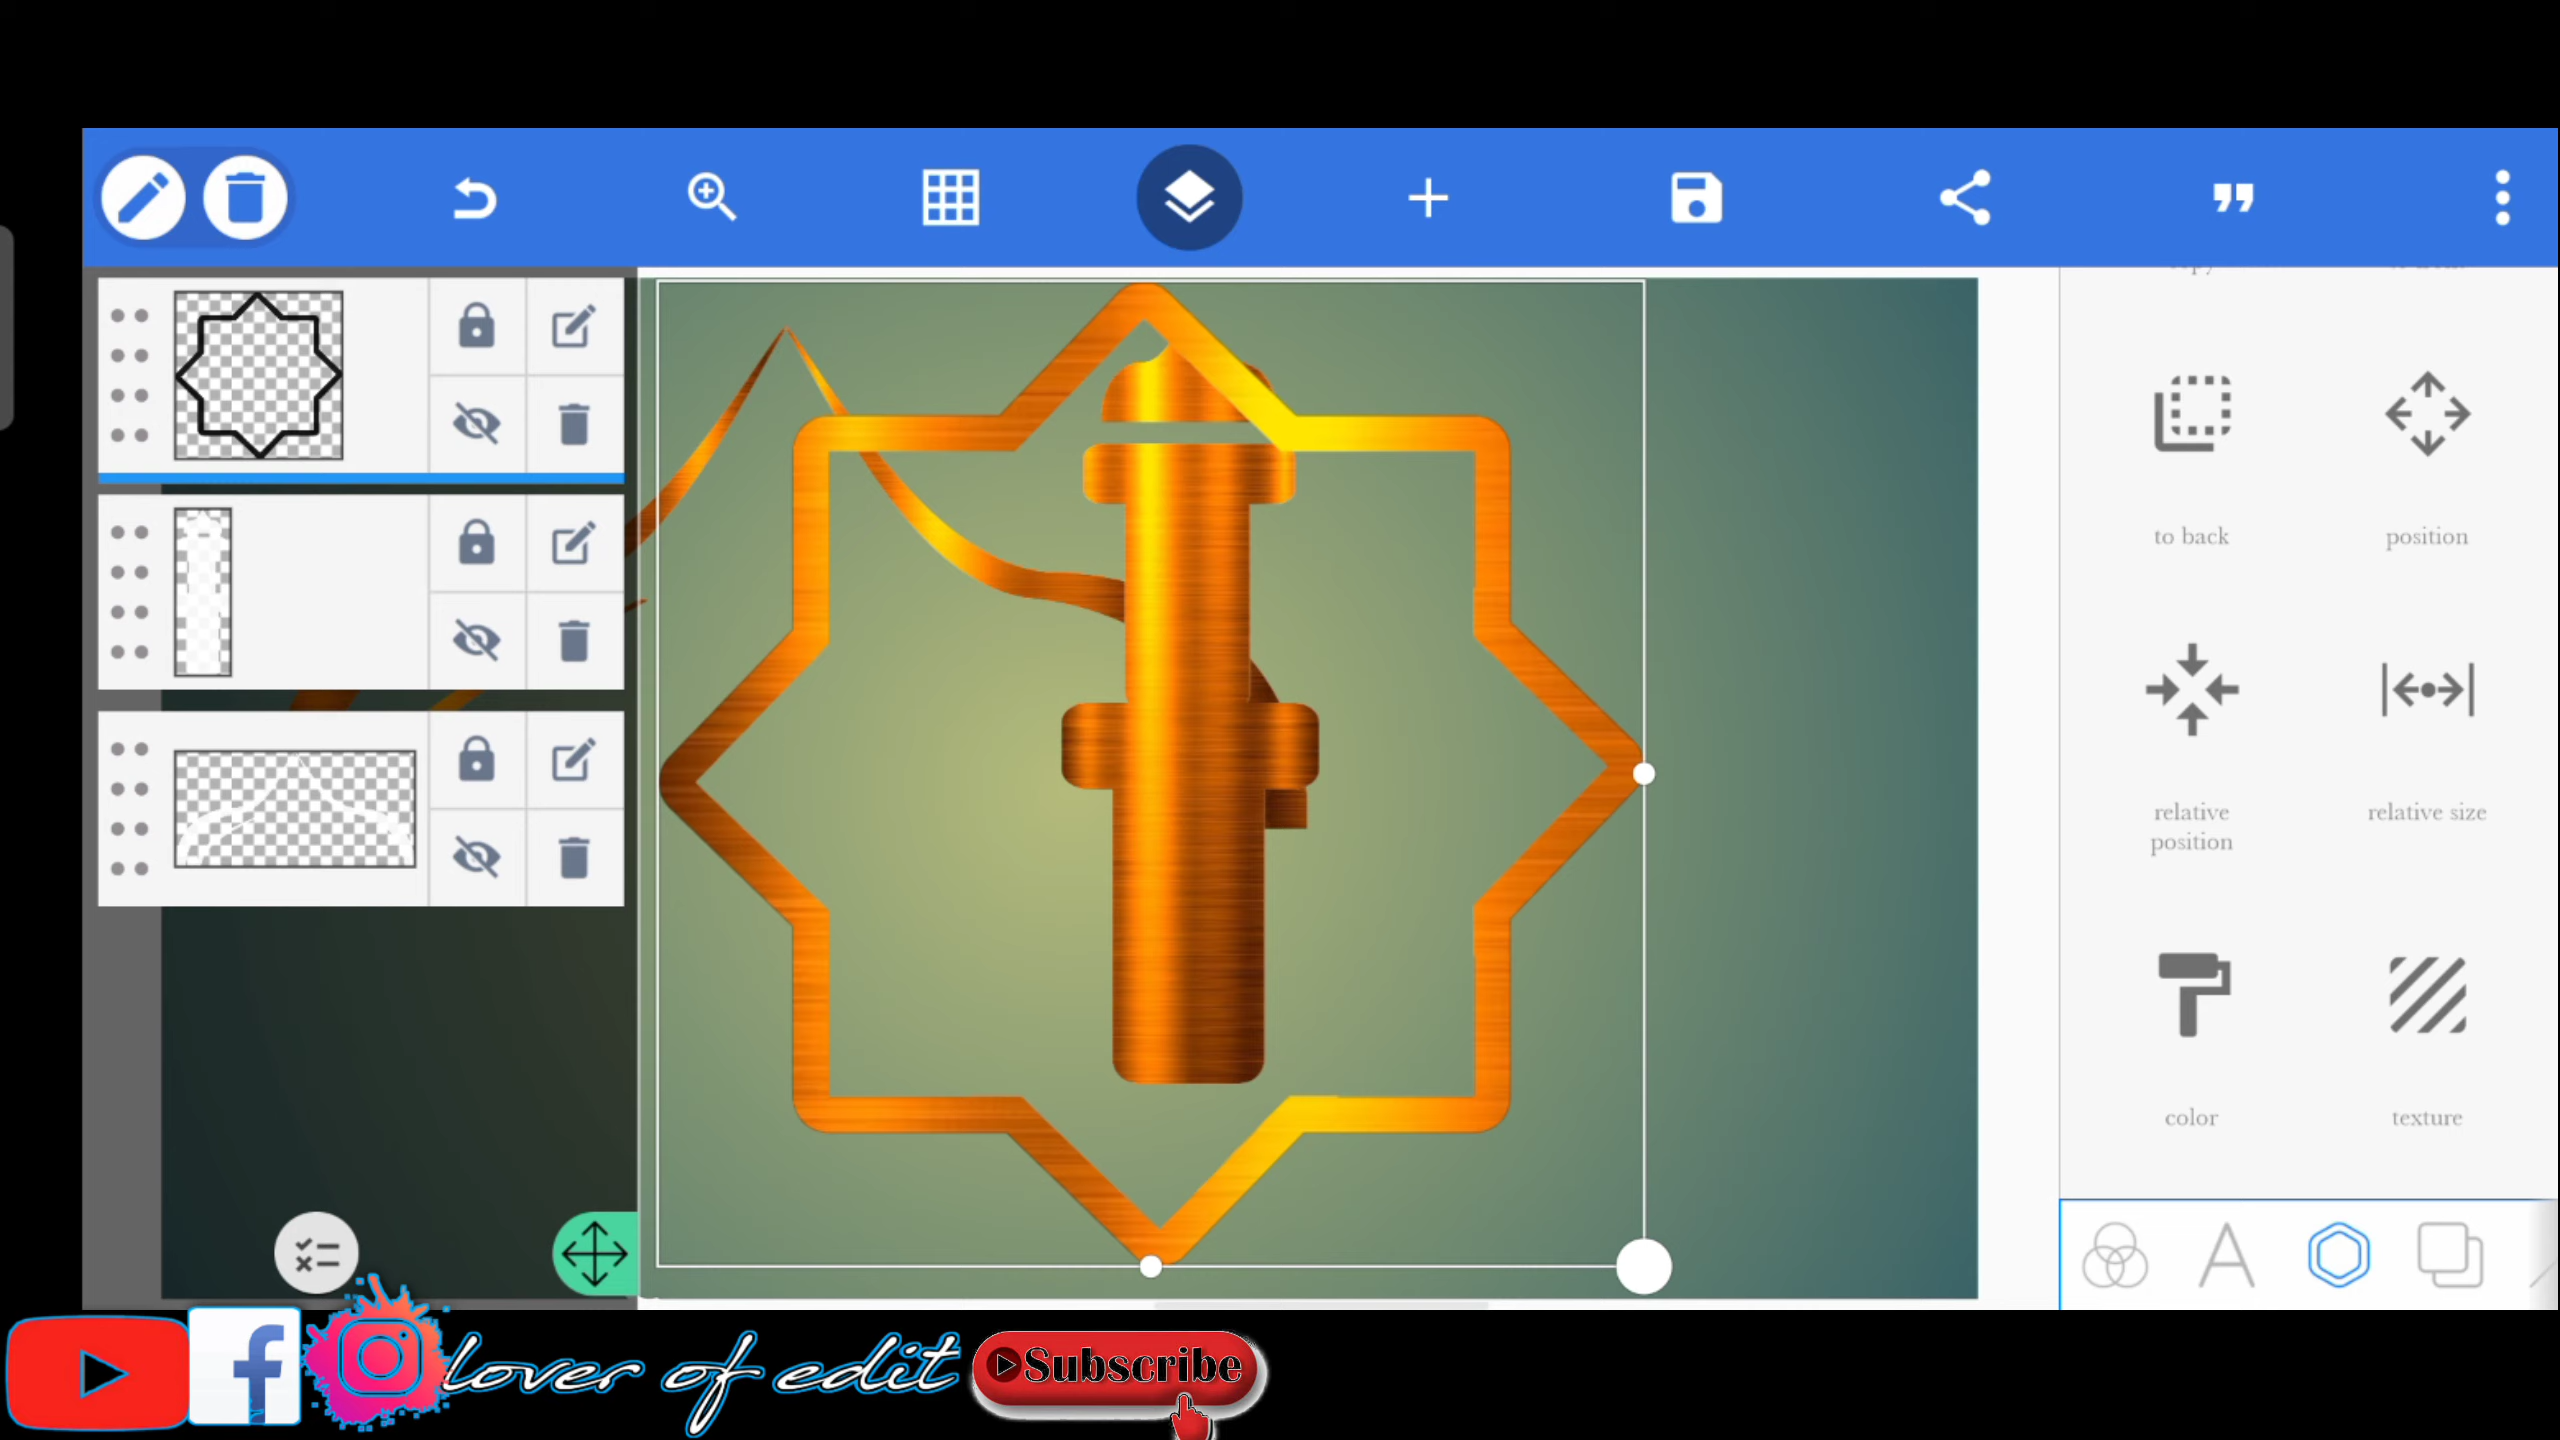 to back
position
relative
position
relative size
color
texture
lover of edit
Subscribe